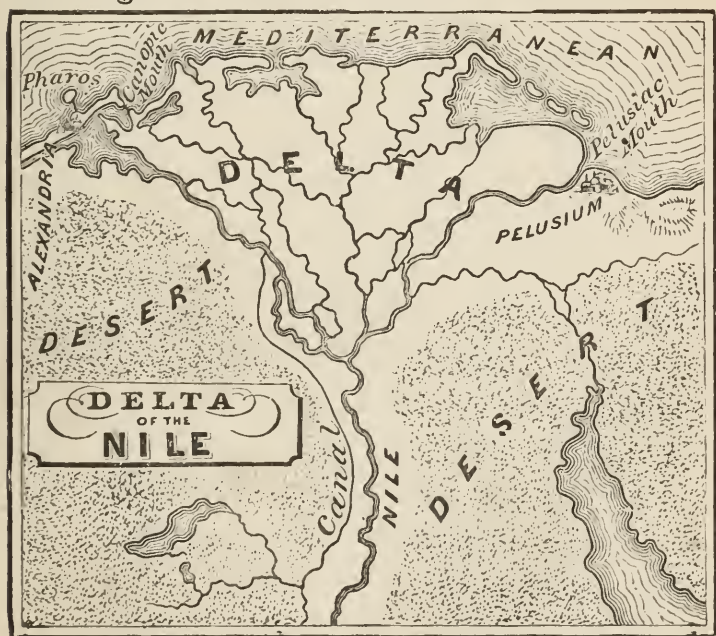 MEDITERRANEAN
Pharos
Canopic
Mouth
Pelusiac
Mouth
DELTA
ALEXANDRIA
PELUSIUM
DESERT
DESERT
DELTA
OF THE
NILE
Canal
NILE